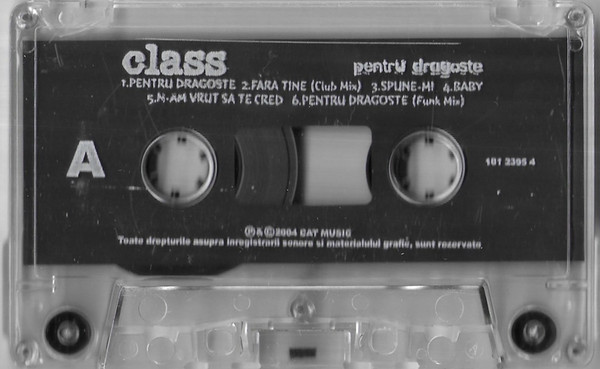 class
pentru dragoste
1.PENTRU DRAGOSTE 2.FARA TINE (Club Mix) 3.SPUNE-MI 4.BABY
5.N-AM VRUT SA TE CRED 6.PENTRU DRAGOSTE (Funk Mix)
A
181 2395 4
℗&©2004 CAT MUSIC
Toate drepturile asupra inregistrarii sonore si materialului grafic, sunt rezervate.